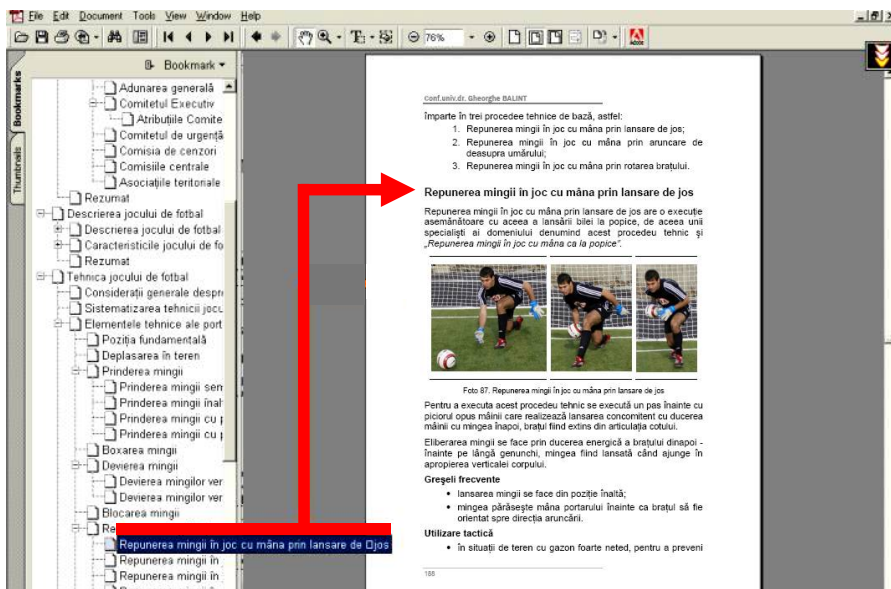 File Edit Document Tools View Window Help
76%
Adobe
Bookmark
Bookmarks
Thumbnails
Adunarea generală
Comitetul Executiv
Atribuțiile Comite
Comitetul de urgență
Comisia de cenzori
Comisiile centrale
Asociațiile teritoriale
Rezumat
Descrierea jocului de fotbal
Descrierea jocului de fotbal
Caracteristicile jocului de fo
Rezumat
Tehnica jocului de fotbal
Considerații generale despre
Sistematizarea tehnicii jocu
Elementele tehnice ale port
Poziția fundamentală
Deplasarea în teren
Prinderea mingii
Prinderea mingii sem
Prinderea mingii înal
Prinderea mingii cu
Prinderea mingii cu
Boxarea mingii
Devierea mingii
Devierea mingilor ver
Devierea mingilor ver
Blocarea mingii
Re
Repunerea mingii în joc cu mâna prin lansare de □jos
Repunerea mingii în
Repunerea mingii în
Conf.univ.dr. Gheorghe BALINT
împarte în trei procedee tehnice de bază, astfel:
1. Repunerea mingii în joc cu mâna prin lansare de jos;
2. Repunerea mingii în joc cu mâna prin aruncare de
deasupra umărului;
3. Repunerea mingii în joc cu mâna prin rotarea brațului.
Repunerea mingii în joc cu mâna prin lansare de jos
Repunerea mingii în joc cu mâna prin lansare de jos are o execuție
asemănătoare cu aceea a lansării bilei la popice, de aceea unii
specialiști ai domeniului denumind acest procedeu tehnic și
„Repunerea mingii în joc cu mâna ca la popice”.
Foto 87. Repunerea mingii în joc cu mâna prin lansare de jos
Pentru a executa acest procedeu tehnic se execută un pas înainte cu
piciorul opus mâinii care realizează lansarea concomitent cu ducerea
mâinii cu mingea înapoi, brațul fiind extins din articulația cotului.
Eliberarea mingii se face prin ducerea energică a brațului dinapoi -
înainte pe lângă genunchi, mingea fiind lansată când ajunge în
apropierea verticalei corpului.
Greșeli frecvente
• lansarea mingii se face din poziție înaltă;
• mingea părăsește mâna portarului înainte ca brațul să fie
orientat spre direcția aruncării.
Utilizare tactică
• în situații de teren cu gazon foarte neted, pentru a preveni
188